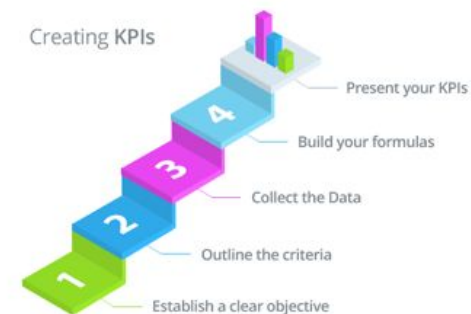 Creating KPIs
Present your KPIs
4
Build your formulas
3
Collect the Data
2
Outline the criteria
1
Establish a clear objective